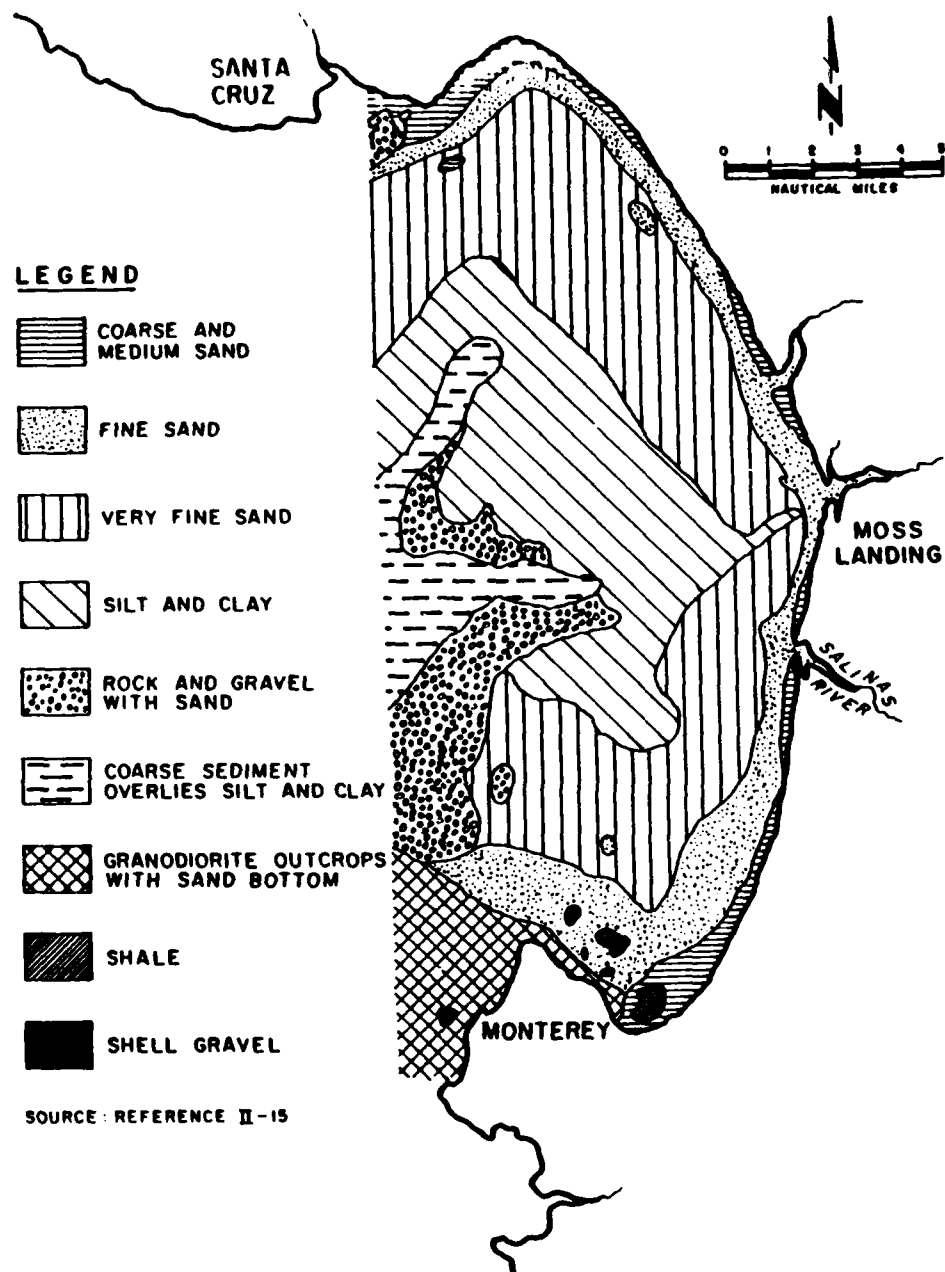 SANTA
CRUZ
N
0 1 2 3 4 5
NAUTICAL MILES
LEGEND
COARSE AND
MEDIUM SAND
FINE SAND
VERY FINE SAND
SILT AND CLAY
ROCK AND GRAVEL
WITH SAND
COARSE SEDIMENT
OVERLIES SILT AND CLAY
GRANODIORITE OUTCROPS
WITH SAND BOTTOM
SHALE
SHELL GRAVEL
SOURCE: REFERENCE II-15
MOSS
LANDING
SALINAS
RIVER
MONTEREY